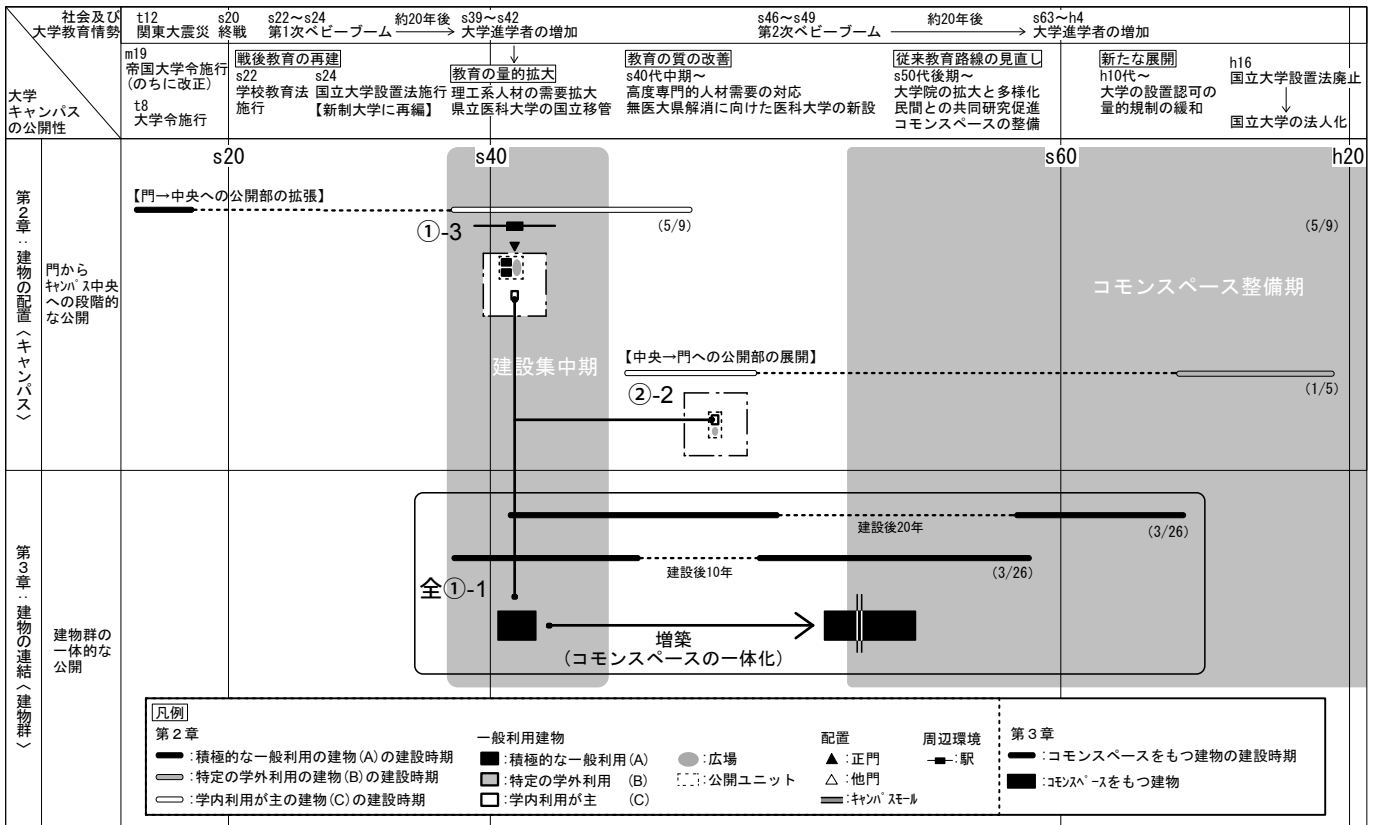 社会及び
大学教育情勢
大学
キャンパス
の公開性
t12
関東大震災
s20
終戦
s22～s24
第1次ベビーブーム
約20年後
s39～s42
大学進学者の増加
s46～s49
第2次ベビーブーム
約20年後
s63～h4
大学進学者の増加
m19
帝国大学令施行
(のちに改正)
t8
大学令施行
戦後教育の再建
s22
学校教育法
施行
s24
国立大学設置法施行
【新制大学に再編】
教育の量的拡大
理工系人材の需要拡大
県立医科大学の国立移管
教育の質の改善
s40代中期～
高度専門的人材需要の対応
無医大県解消に向けた医科大学の新設
従来教育路線の見直し
s50代後期～
大学院の拡大と多様化
民間との共同研究促進
コモンスペースの整備
新たな展開
h10代～
大学の設置認可の
量的規制の緩和
h16
国立大学設置法廃止
国立大学の法人化
s20
s40
s60
h20
第2章：建物の配置〈キャンパス〉
門から
ｷｬﾝﾊﾟｽ中央
への段階的
な公開
【門→中央への公開部の拡張】
(5/9)
(5/9)
①-3
建設集中期
コモンスペース整備期
【中央→門への公開部の展開】
(1/5)
②-2
第3章：建物の連結〈建物群〉
建物群の
一体的な
公開
建設後20年
(3/26)
建設後10年
(3/26)
全①-1
増築
(コモンスペースの一体化)
凡例
第2章
:積極的な一般利用の建物(A)の建設時期
:特定の学外利用の建物(B)の建設時期
:学内利用が主の建物(C)の建設時期
一般利用建物
:積極的な一般利用(A)
:特定の学外利用 (B)
:学内利用が主 (C)
:広場
:公開ユニット
配置
:正門
:他門
:ｷｬﾝﾊﾟｽﾓｰﾙ
周辺環境
:駅
第3章
:コモンスペースをもつ建物の建設時期
:ｺﾓﾝｽﾍﾟｰｽをもつ建物